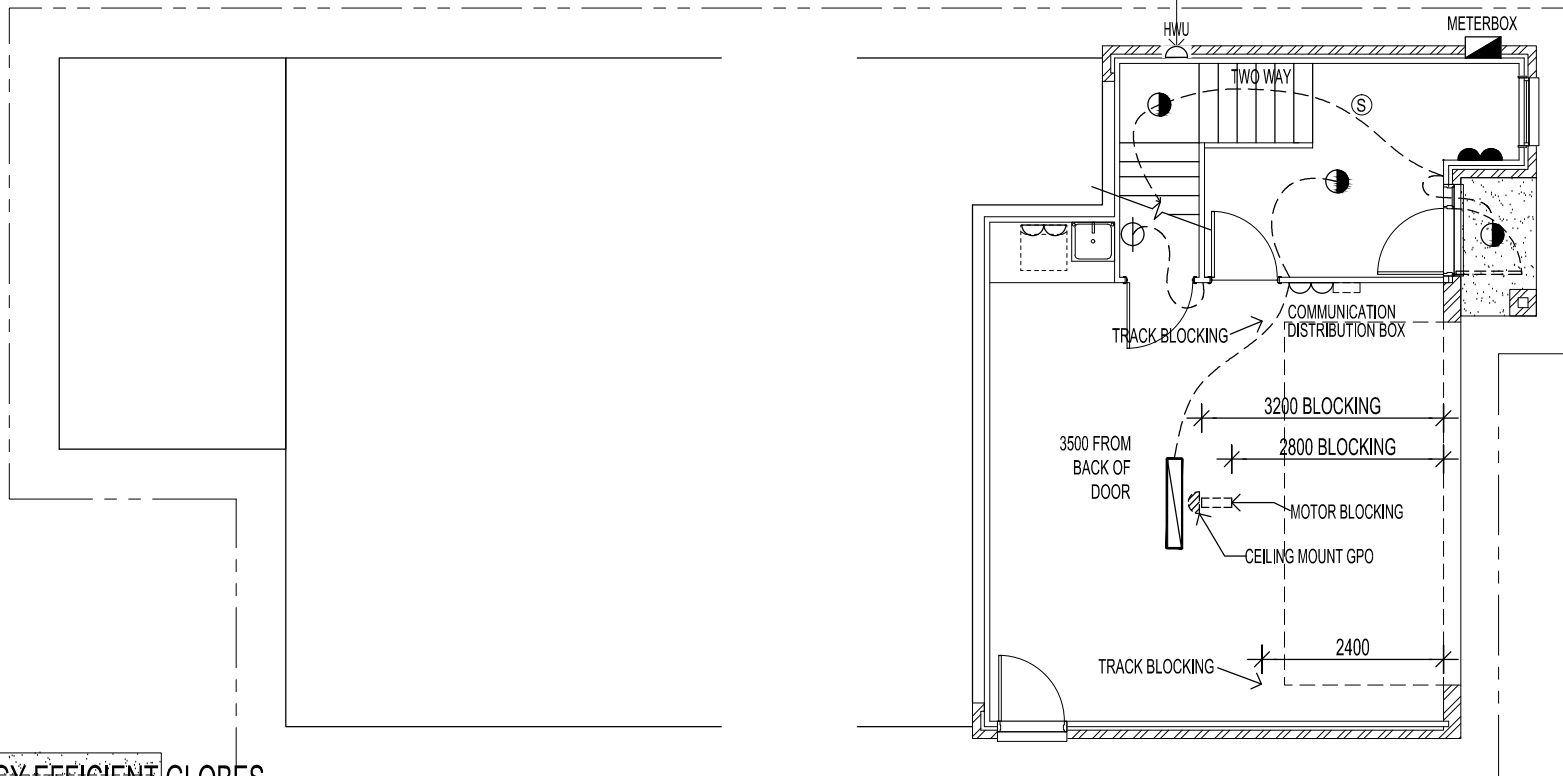 HWU
METERBOX
TWO WAY
S
COMMUNICATION
DISTRIBUTION BOX
TRACK BLOCKING
3200 BLOCKING
2800 BLOCKING
3500 FROM
BACK OF
DOOR
MOTOR BLOCKING
CEILING MOUNT GPO
2400
TRACK BLOCKING
EFFICIENT GLOBES